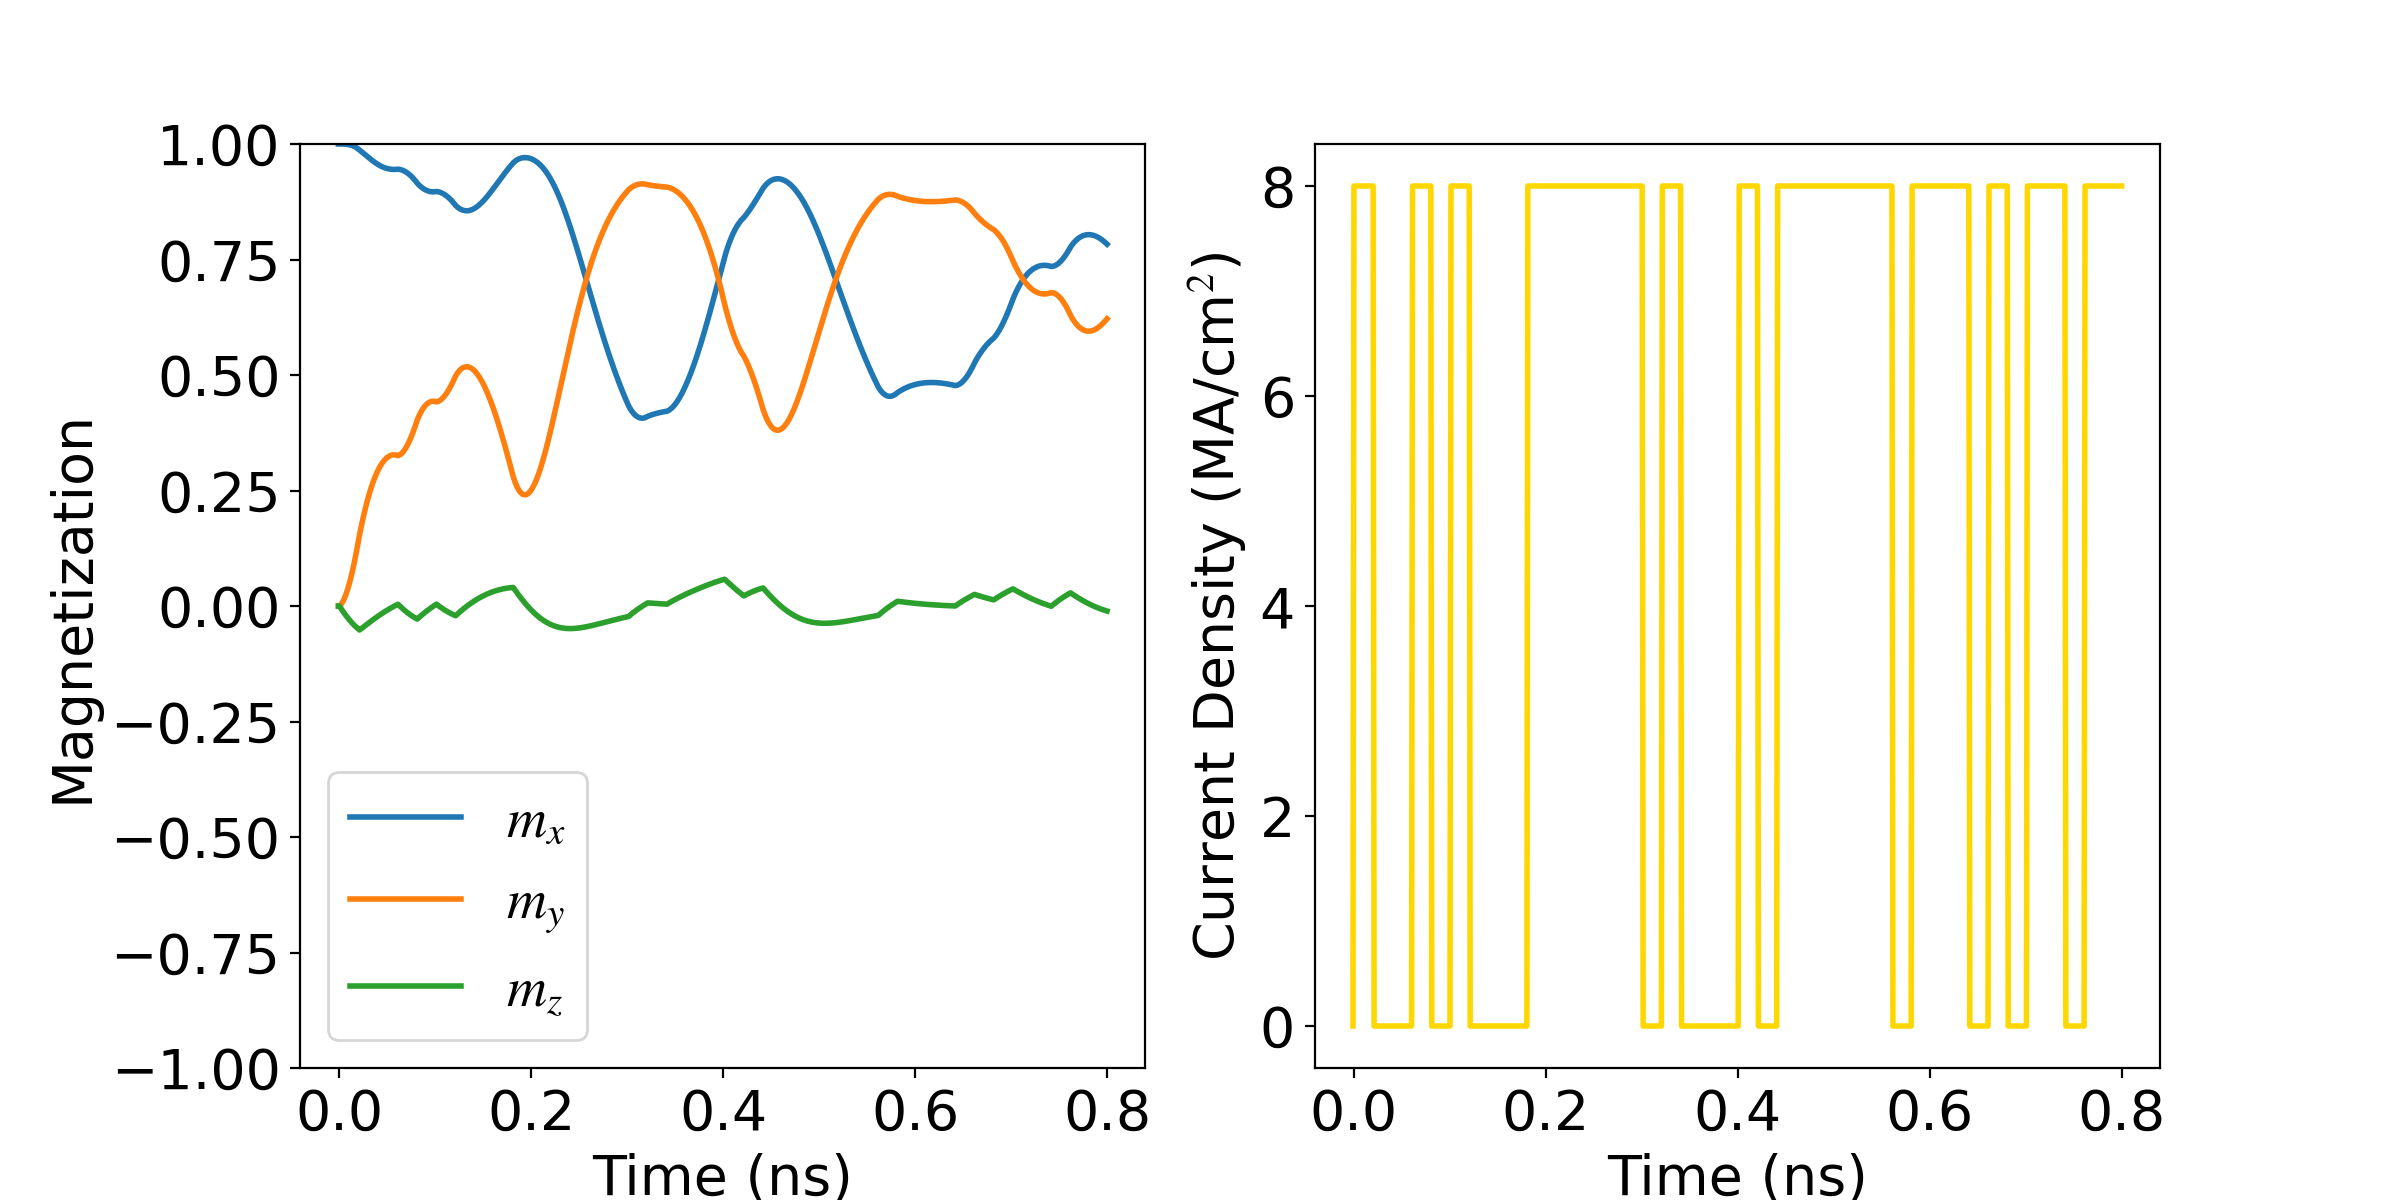 1.00
0.75
0.50
0.25
0.00
−0.25
−0.50
−0.75
−1.00
Magnetization
m_x
m_y
m_z
0.0 0.2 0.4 0.6 0.8
Time (ns)
8
6
4
2
0
Current Density (MA/cm²)
0.0 0.2 0.4 0.6 0.8
Time (ns)